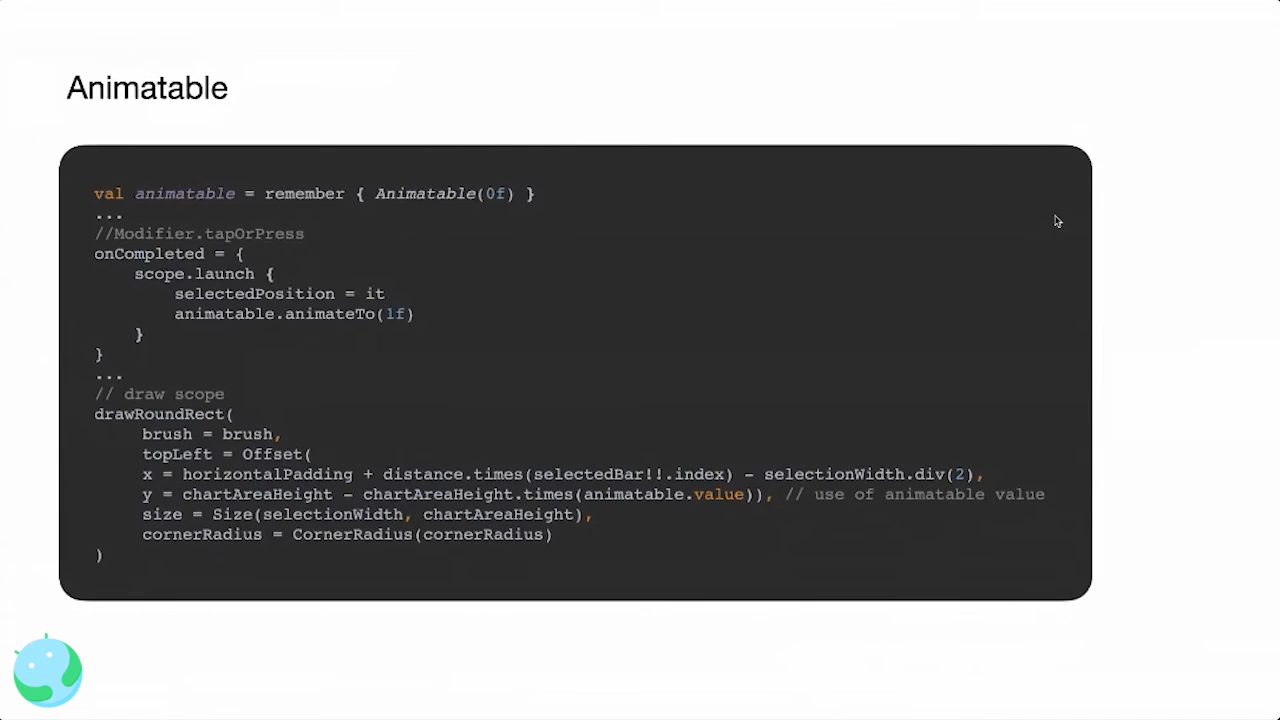 Animatable
val animatable = remember { Animatable(0f) }
...
//Modifier.tapOrPress
onCompleted = {
    scope.launch {
        selectedPosition = it
        animatable.animateTo(1f)
    }
}
...
// draw scope
drawRoundRect(
     brush = brush,
     topLeft = Offset(
     x = horizontalPadding + distance.times(selectedBar!!.index) - selectionWidth.div(2),
     y = chartAreaHeight - chartAreaHeight.times(animatable.value)), // use of animatable value
     size = Size(selectionWidth, chartAreaHeight),
     cornerRadius = CornerRadius(cornerRadius)
)